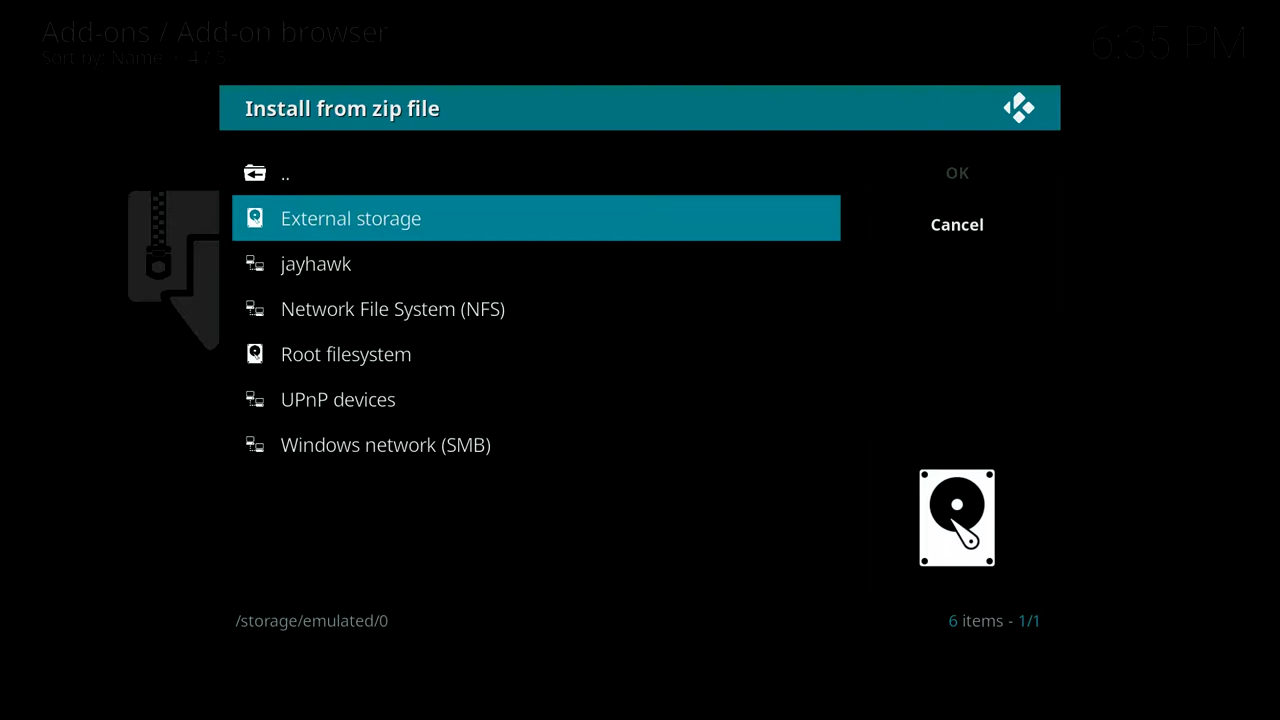 Add-ons / Add-on browser
Sort by: Name · 4 / 5
6:35 PM
Install from zip file
..
OK
External storage
Cancel
jayhawk
Network File System (NFS)
Root filesystem
UPnP devices
Windows network (SMB)
/storage/emulated/0
6 items - 1/1